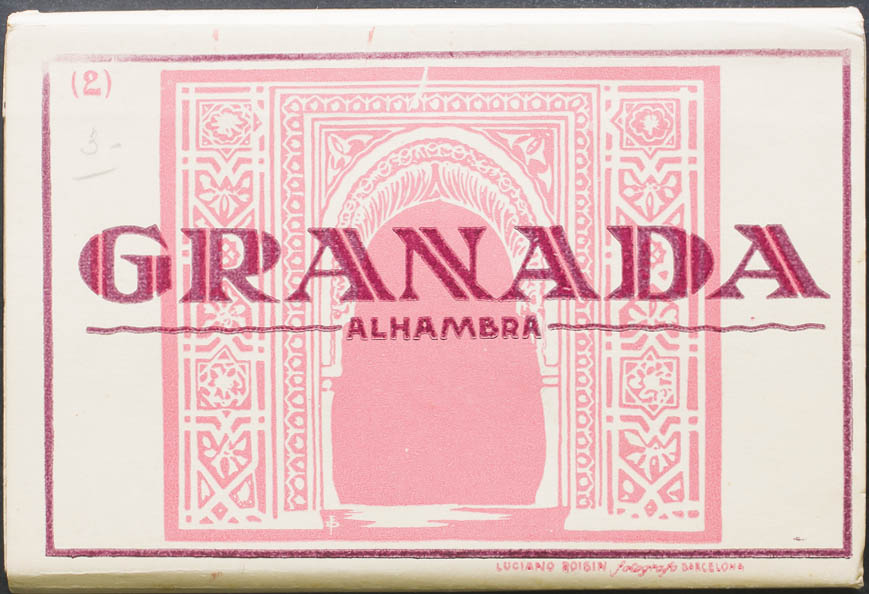 (2)
3.-
GRANADA
ALHAMBRA
LUCIANO ROISIN fotografo BARCELONA